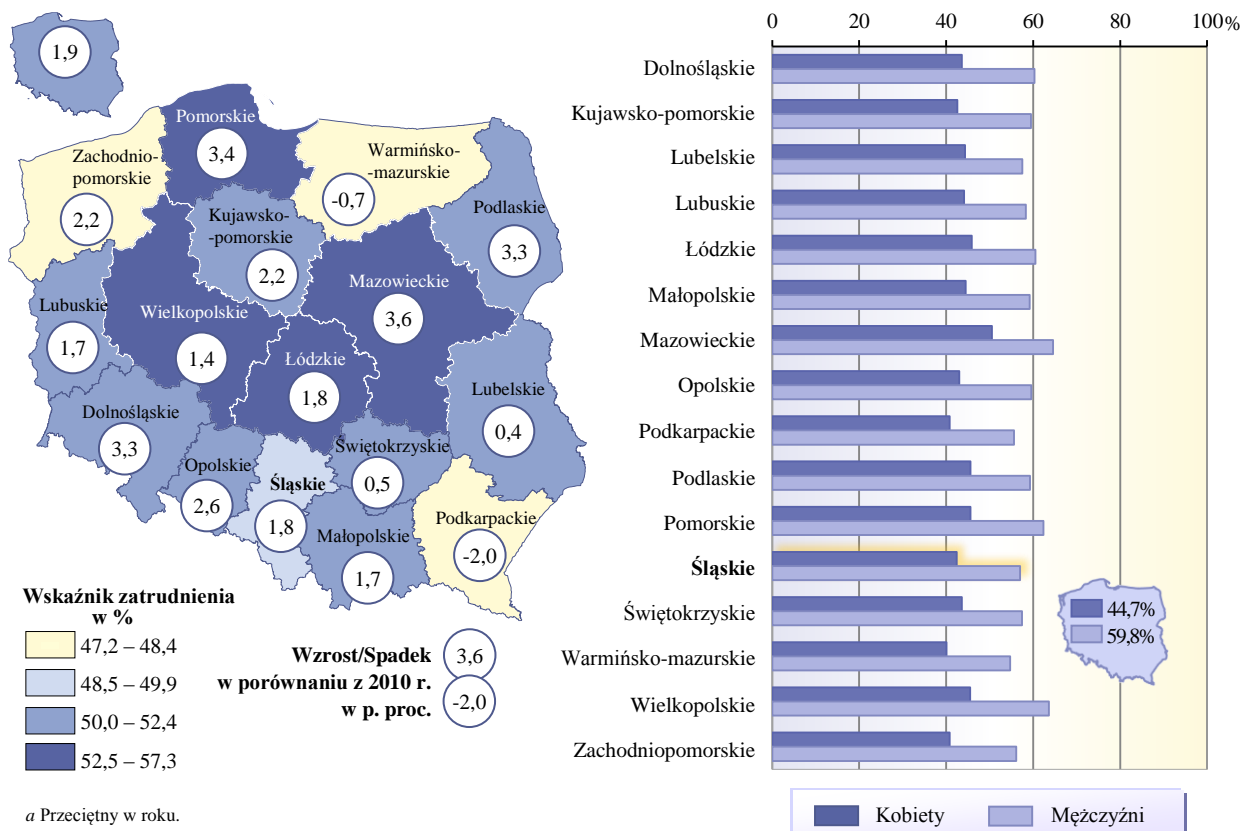 1,9
Pomorskie
3,4
Zachodnio-
pomorskie
2,2
Warmińsko-
-mazurskie
-0,7
Podlaskie
3,3
Kujawsko-
-pomorskie
2,2
Mazowieckie
3,6
Lubuskie
1,7
Wielkopolskie
1,4
Łódzkie
1,8
Lubelskie
0,4
Dolnośląskie
3,3
Opolskie
2,6
Śląskie
1,8
Świętokrzyskie
0,5
Małopolskie
1,7
Podkarpackie
-2,0
Wskaźnik zatrudnienia
w %
47,2 – 48,4
48,5 – 49,9
50,0 – 52,4
52,5 – 57,3
Wzrost/Spadek
w porównaniu z 2010 r.
w p. proc.
3,6
-2,0
a Przeciętny w roku.
0 20 40 60 80 100%
Dolnośląskie
Kujawsko-pomorskie
Lubelskie
Lubuskie
Łódzkie
Małopolskie
Mazowieckie
Opolskie
Podkarpackie
Podlaskie
Pomorskie
Śląskie
Świętokrzyskie
Warmińsko-mazurskie
Wielkopolskie
Zachodniopomorskie
44,7%
59,8%
Kobiety Mężczyźni